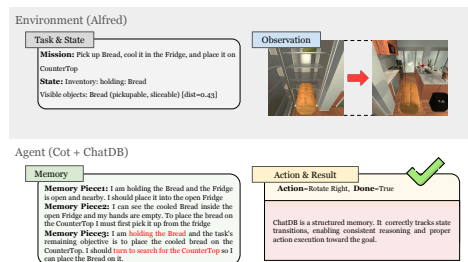 Environment (Alfred)
Task & State
Mission: Pick up Bread, cool it in the Fridge, and place it on
CounterTop
State: Inventory: holding: Bread
Visible objects: Bread (pickupable, sliceable) [dist=0.43]
Observation
Agent (Cot + ChatDB)
Memory
Memory Piece1: I am holding the Bread and the Fridge
is open and nearby. I should place it into the open Fridge
Memory Piece2: I can see the cooled Bread inside the
open Fridge and my hands are empty. To place the bread on
the CounterTop I must first pick it up from the fridge
Memory Piece3: I am holding the Bread and the task's
remaining objective is to place the cooled bread on the
CounterTop. I should turn to search for the CounterTop so I
can place the Bread on it.
Action & Result
Action=Rotate Right, Done=True
ChatDB is a structured memory. It correctly tracks state
transitions, enabling consistent reasoning and proper
action execution toward the goal.